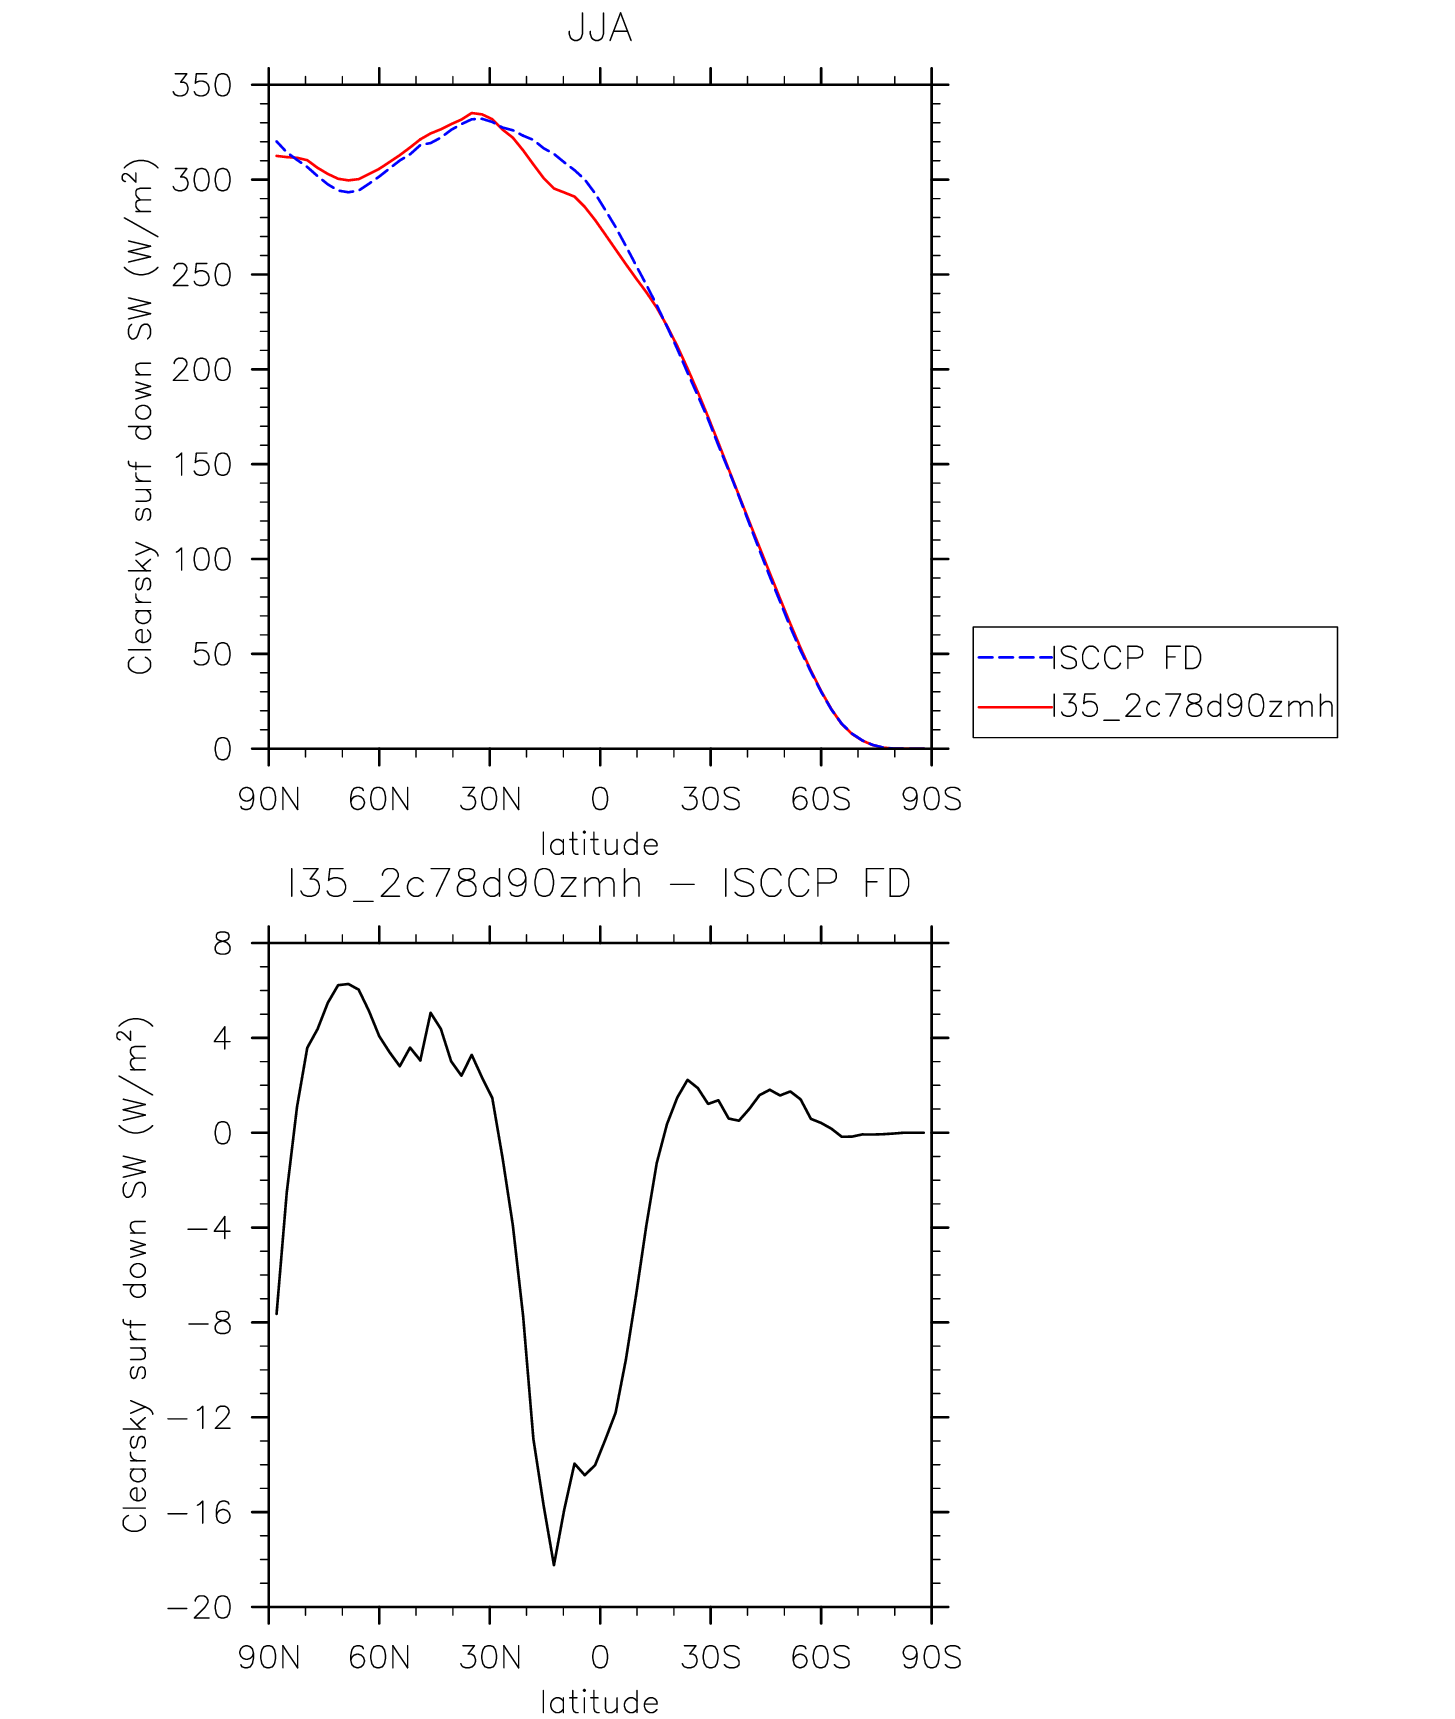 JJA
Clearsky surf down SW (W/m²)
350
300
250
200
150
100
50
0
90N 60N 30N 0 30S 60S 90S
latitude
ISCCP FD
I35_2c78d90zmh
I35_2c78d90zmh − ISCCP FD
Clearsky surf down SW (W/m²)
8
4
0
−4
−8
−12
−16
−20
90N 60N 30N 0 30S 60S 90S
latitude